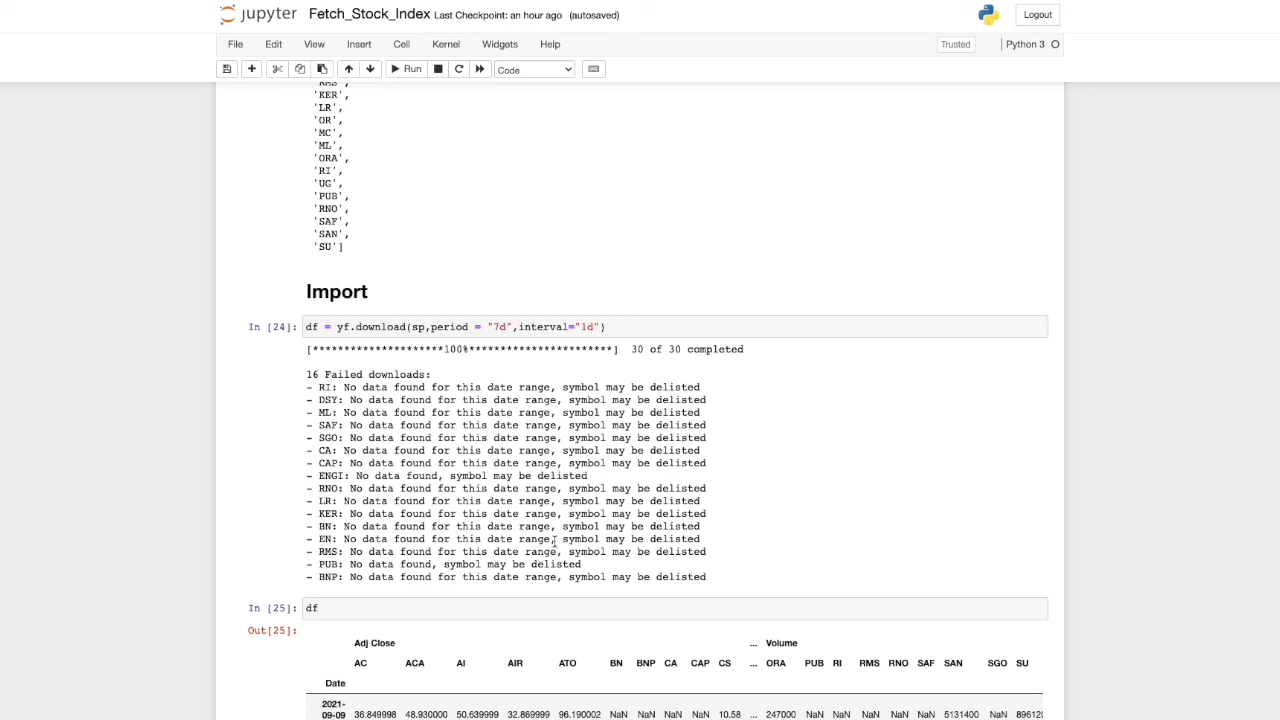 jupyter Fetch_Stock_Index Last Checkpoint: an hour ago (autosaved) Logout
File Edit View Insert Cell Kernel Widgets Help Trusted Python 3
Run Code
'RMS',
'KER',
'LR',
'OR',
'MC',
'ML',
'ORA',
'RI',
'UG',
'PUB',
'RNO',
'SAF',
'SAN',
'SU']
Import
In [24]: df = yf.download(sp,period = "7d",interval="1d")
[*********************100%***********************] 30 of 30 completed
16 Failed downloads:
- RI: No data found for this date range, symbol may be delisted
- DSY: No data found for this date range, symbol may be delisted
- ML: No data found for this date range, symbol may be delisted
- SAF: No data found for this date range, symbol may be delisted
- SGO: No data found for this date range, symbol may be delisted
- CA: No data found for this date range, symbol may be delisted
- CAP: No data found for this date range, symbol may be delisted
- ENGI: No data found, symbol may be delisted
- RNO: No data found for this date range, symbol may be delisted
- LR: No data found for this date range, symbol may be delisted
- KER: No data found for this date range, symbol may be delisted
- BN: No data found for this date range, symbol may be delisted
- EN: No data found for this date range, symbol may be delisted
- RMS: No data found for this date range, symbol may be delisted
- PUB: No data found, symbol may be delisted
- BNP: No data found for this date range, symbol may be delisted
In [25]: df
Out[25]:
Adj Close ... Volume
AC ACA AI AIR ATO BN BNP CA CAP CS ... ORA PUB RI RMS RNO SAF SAN SGO SU
Date
2021-
09-09 36.849998 48.930000 50.639999 32.869999 96.190002 NaN NaN NaN NaN 10.58 ... 247000 NaN NaN NaN NaN NaN 5131400 NaN 896120